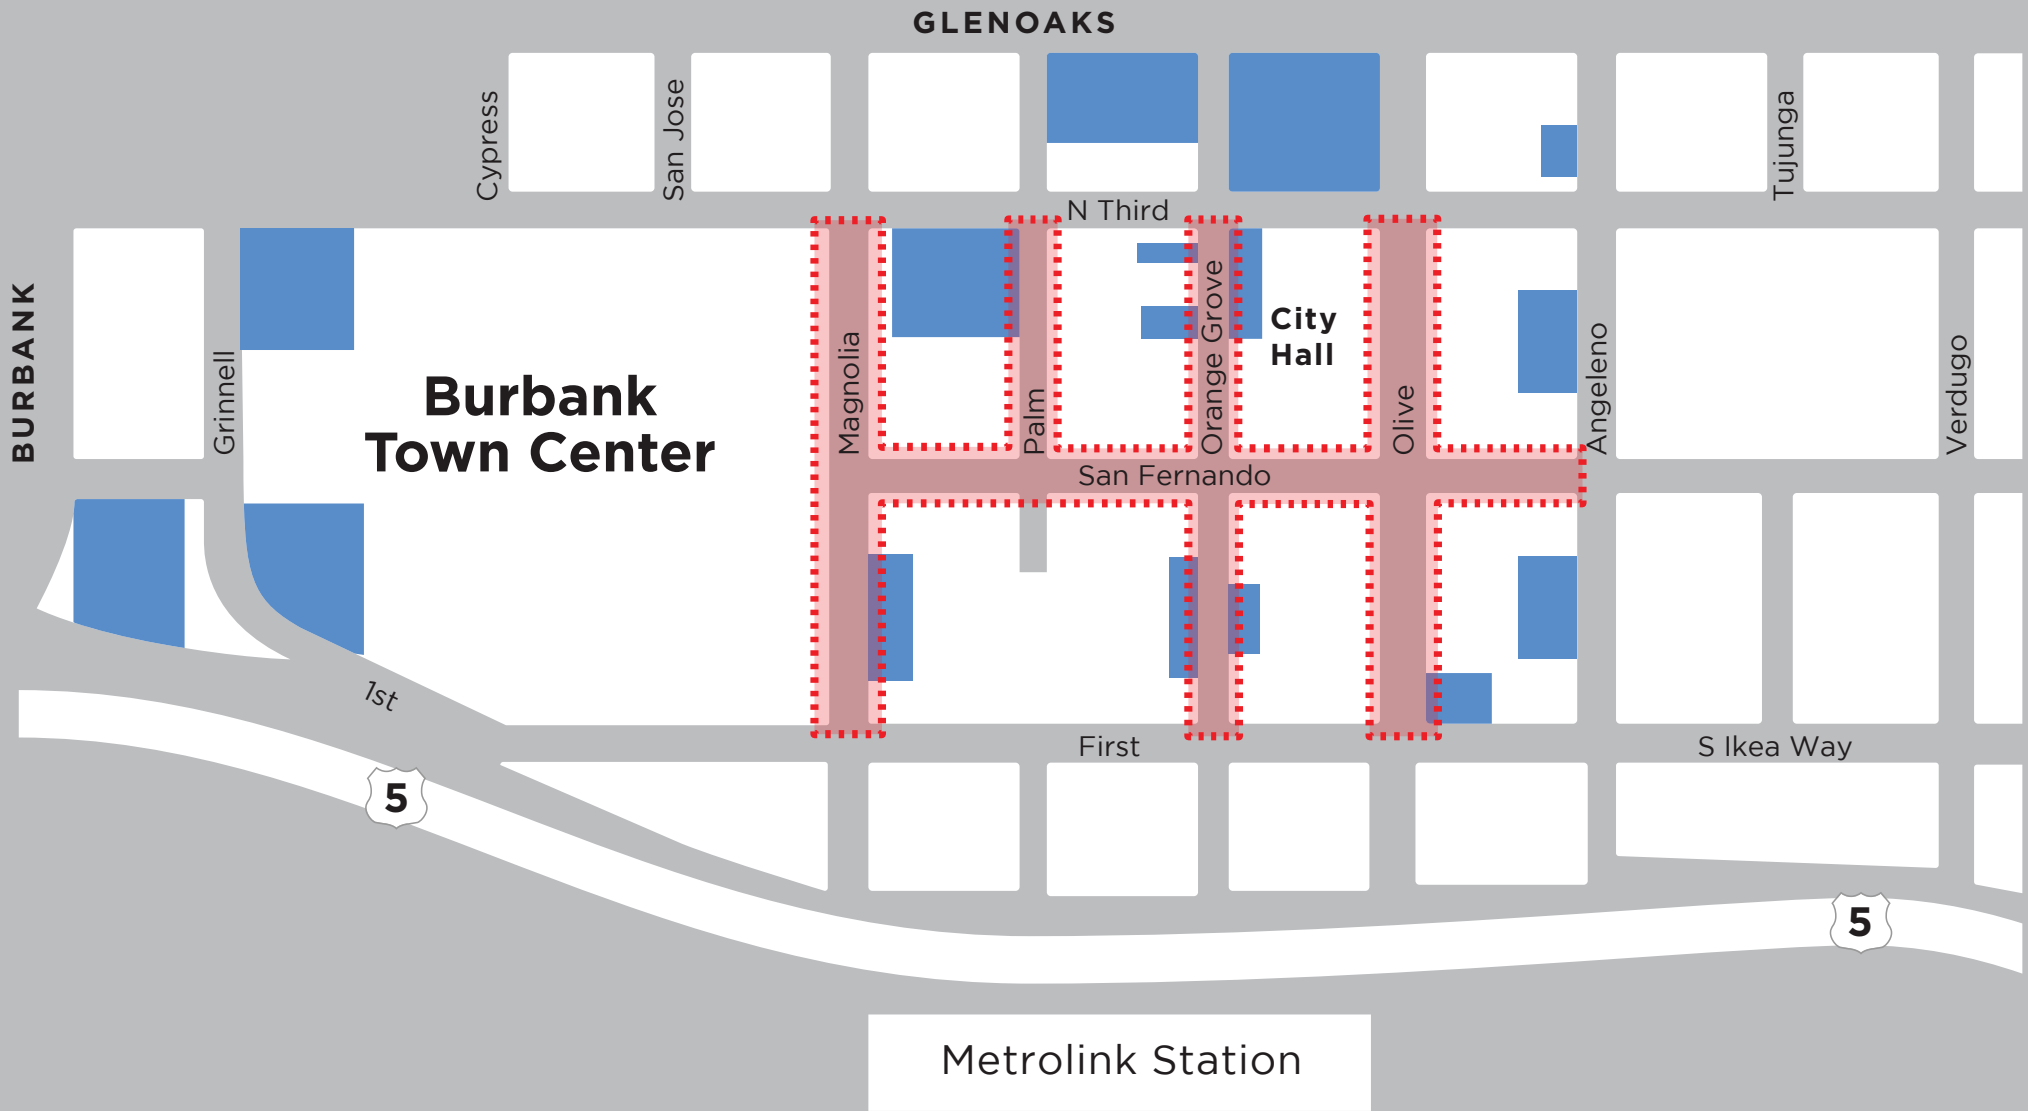 GLENOAKS
Cypress
San Jose
Tujunga
N Third
BURBANK
Grinnell
Burbank
Town Center
Magnolia
Palm
Orange Grove
City
Hall
Olive
Angeleno
Verdugo
San Fernando
1st
First
S Ikea Way
5
5
Metrolink Station